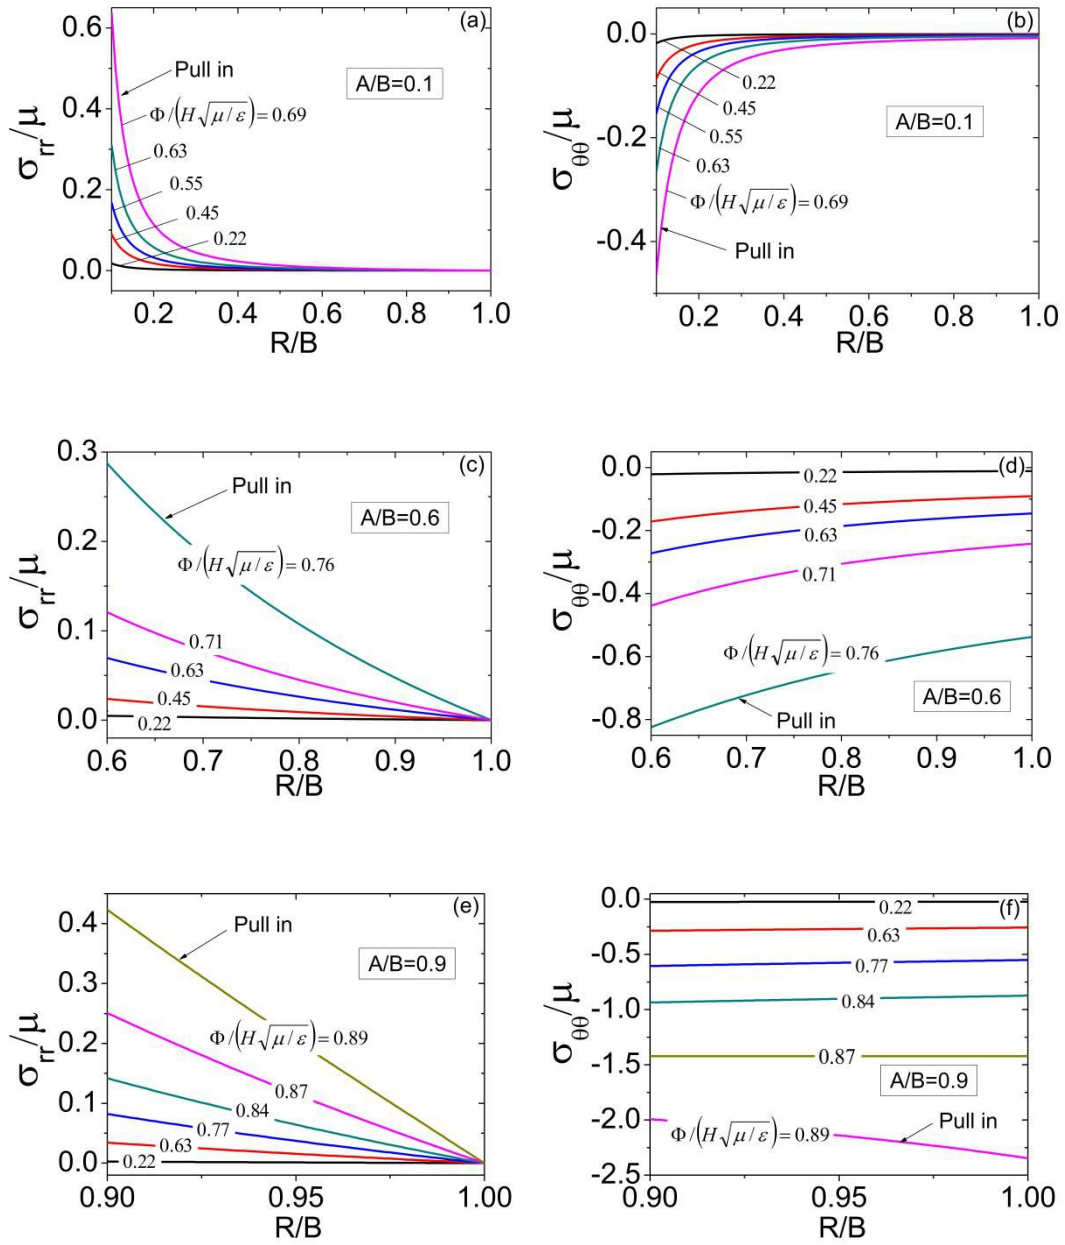 (a)
0.6
0.4
0.2
0.0
σrr/μ
Pull in
A/B=0.1
Φ/(H√μ/ε)=0.69
0.63
0.55
0.45
0.22
0.2 0.4 0.6 0.8 1.0
R/B
(b)
0.0
-0.2
-0.4
σθθ/μ
0.22
0.45
0.55
0.63
Φ/(H√μ/ε)=0.69
Pull in
A/B=0.1
0.2 0.4 0.6 0.8 1.0
R/B
(c)
0.3
0.2
0.1
0.0
σrr/μ
Pull in
A/B=0.6
Φ/(H√μ/ε)=0.76
0.71
0.63
0.45
0.22
0.6 0.7 0.8 0.9 1.0
R/B
(d)
0.0
-0.2
-0.4
-0.6
-0.8
σθθ/μ
0.22
0.45
0.63
0.71
Φ/(H√μ/ε)=0.76
Pull in
A/B=0.6
0.6 0.7 0.8 0.9 1.0
R/B
(e)
0.4
0.3
0.2
0.1
0.0
σrr/μ
Pull in
A/B=0.9
Φ/(H√μ/ε)=0.89
0.87
0.84
0.77
0.63
0.22
0.90 0.95 1.00
R/B
(f)
0.0
-0.5
-1.0
-1.5
-2.0
-2.5
σθθ/μ
0.22
0.63
0.77
0.84
0.87
A/B=0.9
Φ/(H√μ/ε)=0.89
Pull in
0.90 0.95 1.00
R/B